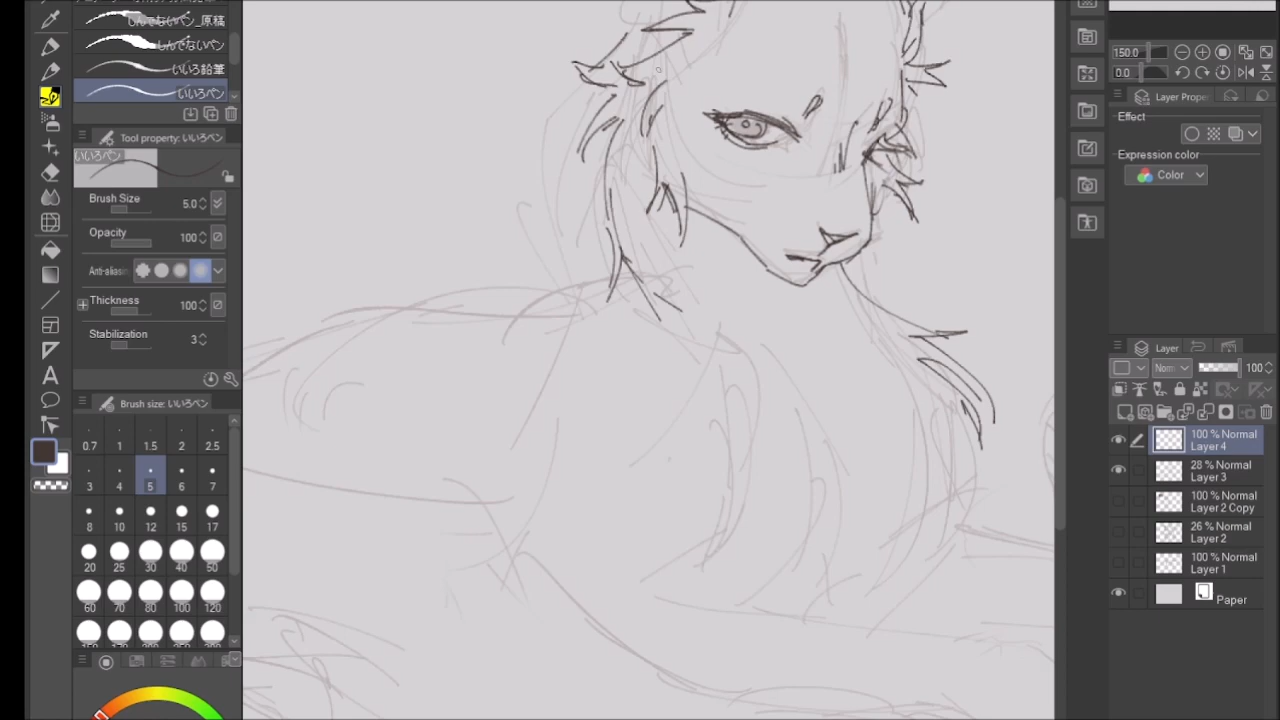 しんでないペン_原稿
しんでないペン
いいろ鉛筆
いいろペン
Tool property: いいろペン
いいろペン
Brush Size 5.0
Opacity 100
Anti-aliasin
Thickness 100
Stabilization 3
Brush size: いいろペン
0.7 1 1.5 2 2.5
3 4 5 6 7
8 10 12 15 17
20 25 30 40 50
60 70 80 100 120
150.0
0.0
Layer Proper
Effect
Expression color
Color
Layer
Norm 100
100 % Normal
Layer 4
28 % Normal
Layer 3
100 % Normal
Layer 2 Copy
26 % Normal
Layer 2
100 % Normal
Layer 1
Paper